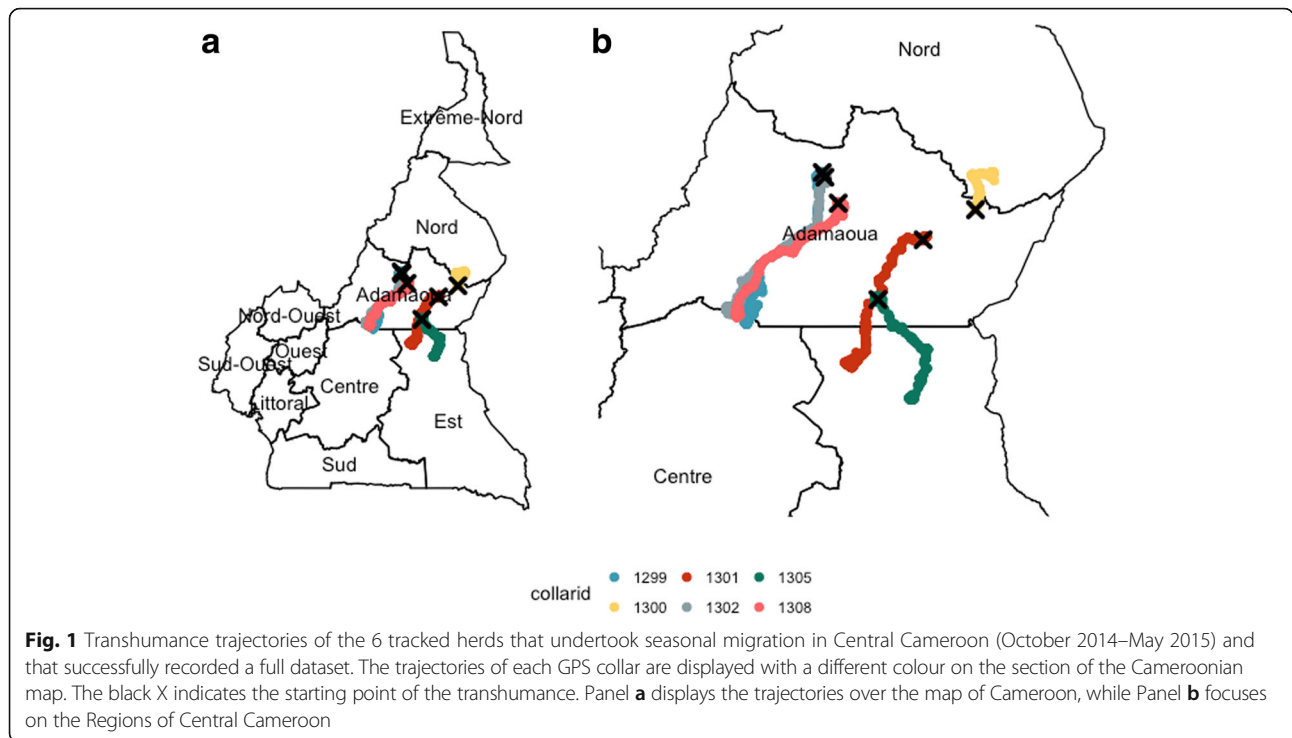 a
b
Extrême-Nord
Nord
Adamaoua
Nord-Ouest
Ouest
Sud-Ouest
Centre
Littoral
Est
Sud
Nord
Adamaoua
Centre
collarid
1299 1301 1305
1300 1302 1308
Fig. 1 Transhumance trajectories of the 6 tracked herds that undertook seasonal migration in Central Cameroon (October 2014–May 2015) and
that successfully recorded a full dataset. The trajectories of each GPS collar are displayed with a different colour on the section of the Cameroonian
map. The black X indicates the starting point of the transhumance. Panel a displays the trajectories over the map of Cameroon, while Panel b focuses
on the Regions of Central Cameroon